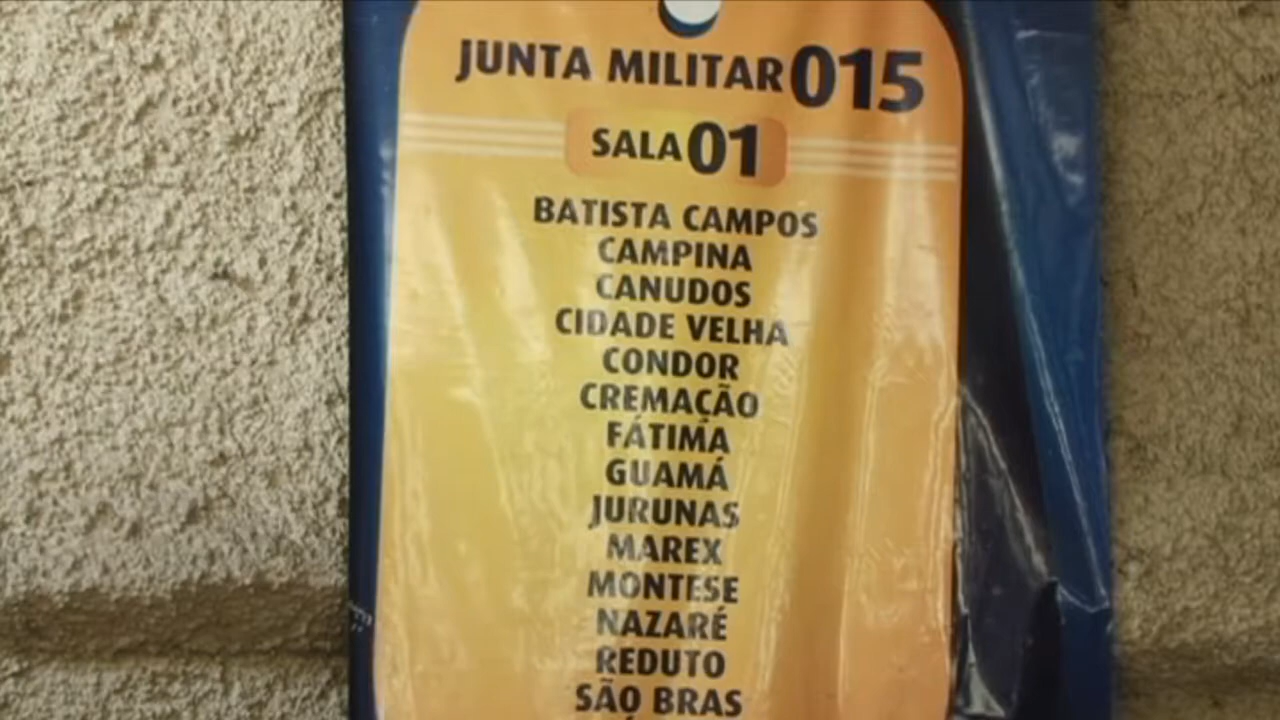 JUNTA MILITAR 015
SALA 01
BATISTA CAMPOS
CAMPINA
CANUDOS
CIDADE VELHA
CONDOR
CREMAÇÃO
FÁTIMA
GUAMÁ
JURUNAS
MAREX
MONTESE
NAZARÉ
REDUTO
SÃO BRAS